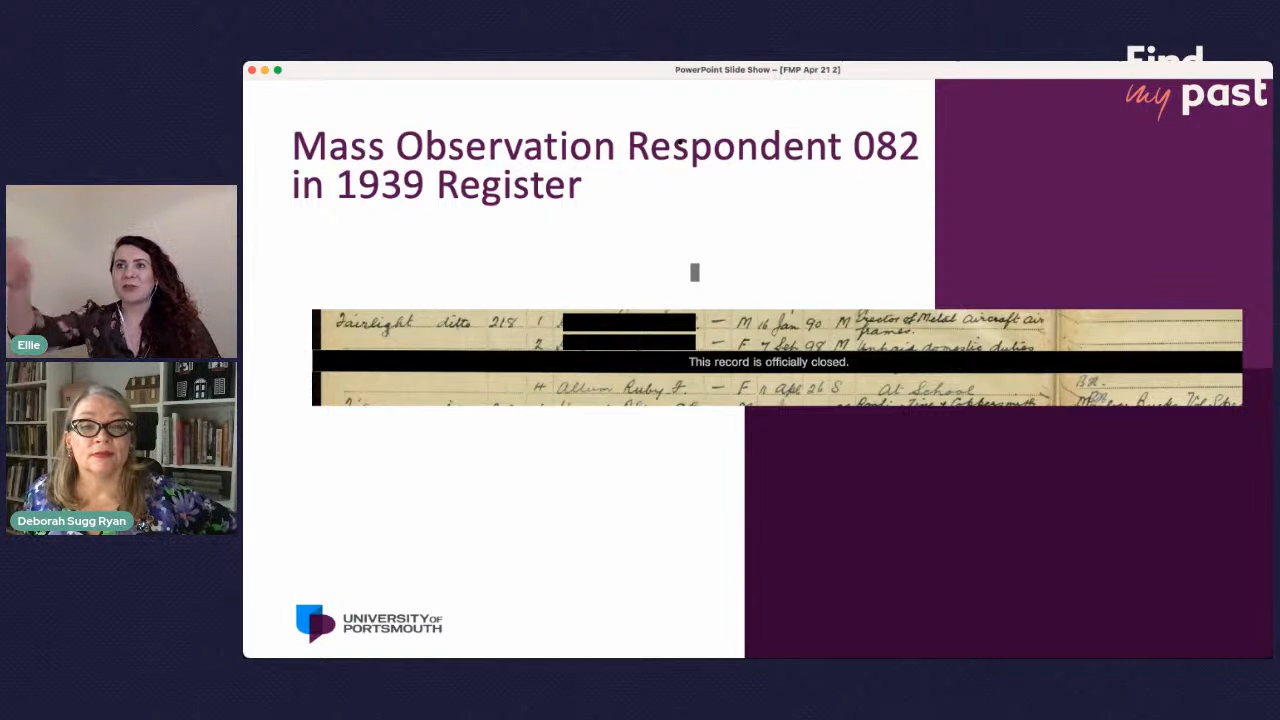 PowerPoint Slide Show – [FMP Apr 21 2]
Find
my past
Mass Observation Respondent 082
in 1939 Register
Fairlight ditto 218 1 — M 16 Jan 90 M Erector of Metal Aircraft Air
frames.
2 — F 7 Sep 98 M Unpaid domestic duties
This record is officially closed.
4 Allum Ruby F. — F 11 Apl 26 S At School
UNIVERSITY OF
PORTSMOUTH
Ellie
Deborah Sugg Ryan